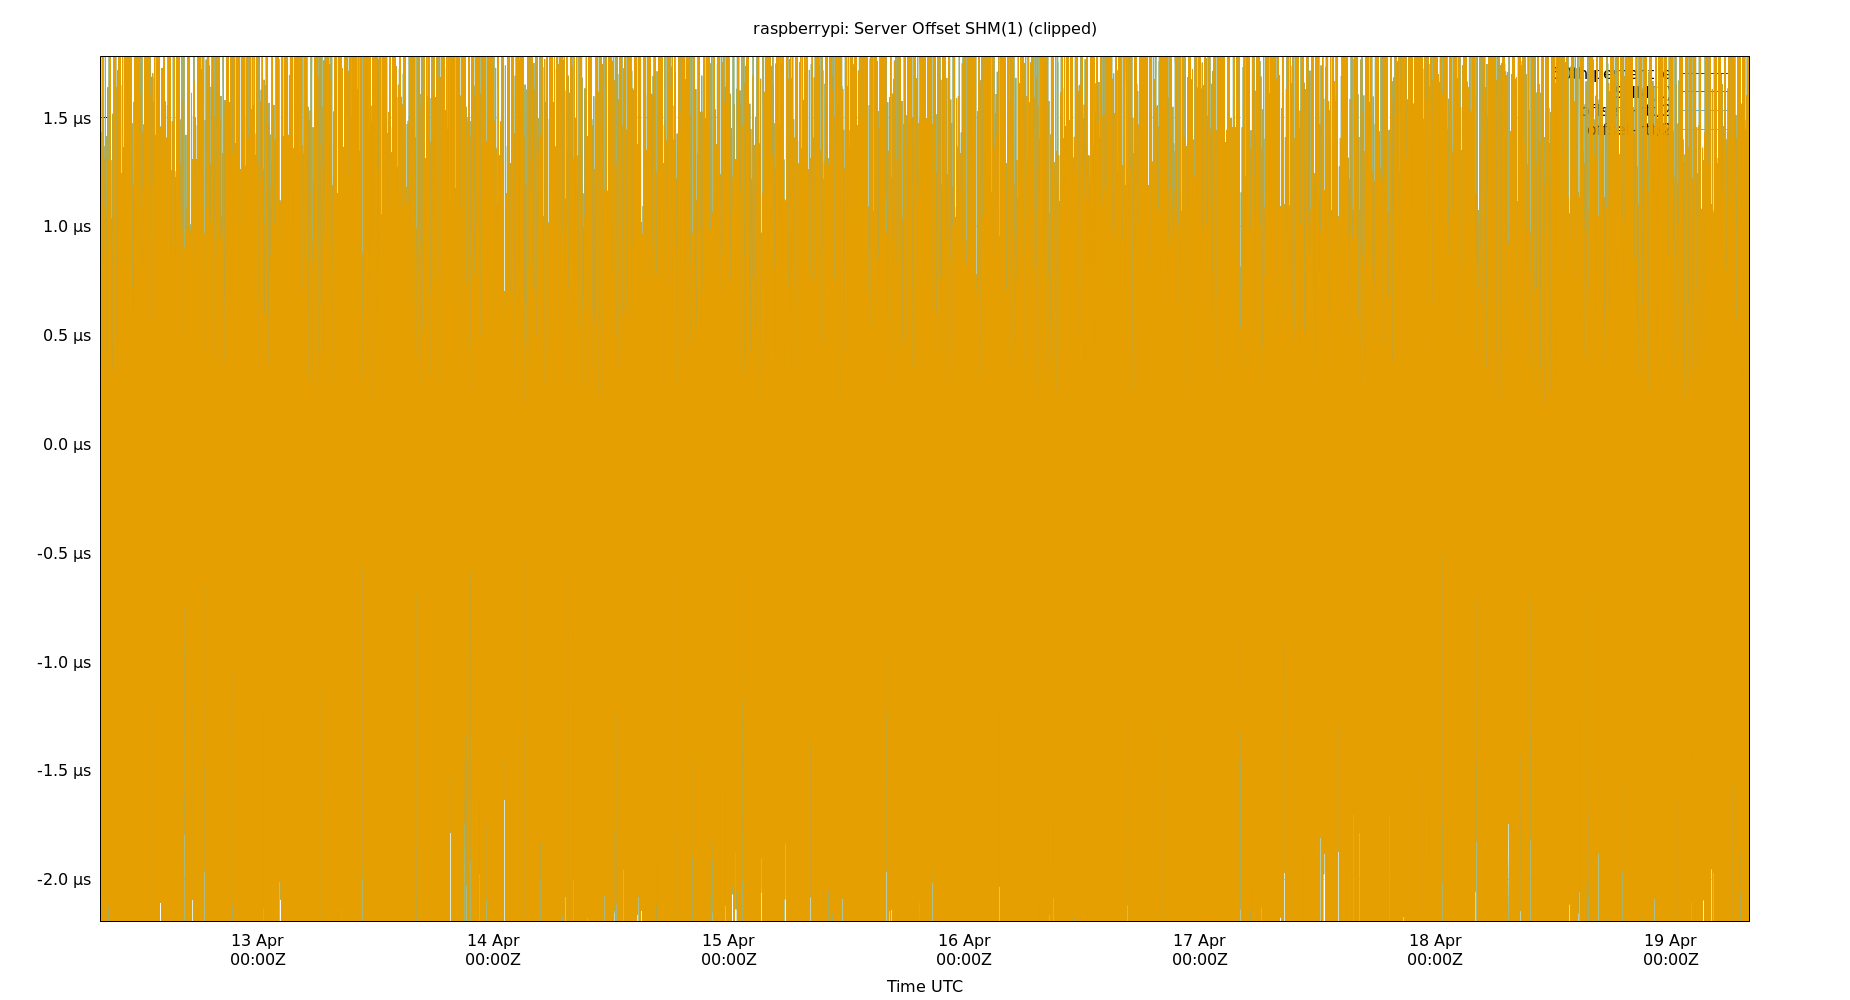 raspberrypi: Server Offset SHM(1) (clipped)
1.5 µs
1.0 µs
0.5 µs
0.0 µs
-0.5 µs
-1.0 µs
-1.5 µs
-2.0 µs
13 Apr 14 Apr 15 Apr 16 Apr 17 Apr 18 Apr 19 Apr
00:00Z 00:00Z 00:00Z 00:00Z 00:00Z 00:00Z 00:00Z
Time UTC